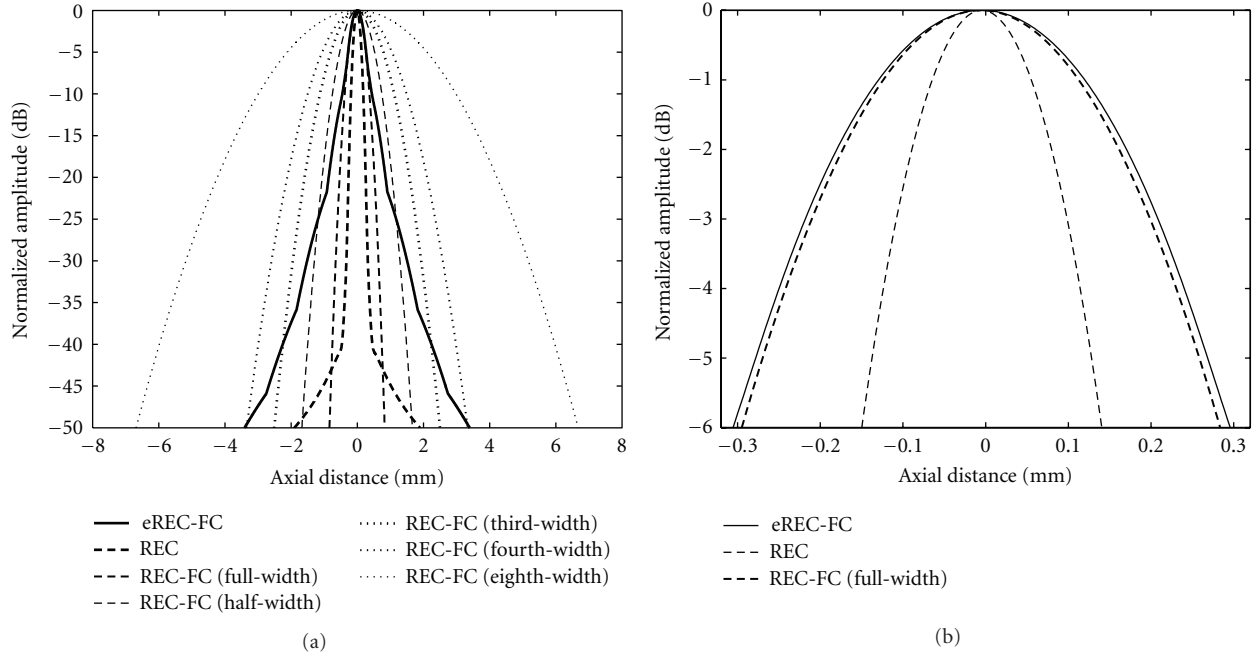 0
−5
−10
−15
−20
−25
−30
−35
−40
−45
−50
−8
−6
−4
−2
0
2
4
6
8
Normalized amplitude (dB)
Axial distance (mm)
eREC-FC
REC
REC-FC (full-width)
REC-FC (half-width)
REC-FC (third-width)
REC-FC (fourth-width)
REC-FC (eighth-width)
(a)
0
−1
−2
−3
−4
−5
−6
−0.3
−0.2
−0.1
0
0.1
0.2
0.3
Normalized amplitude (dB)
Axial distance (mm)
eREC-FC
REC
REC-FC (full-width)
(b)